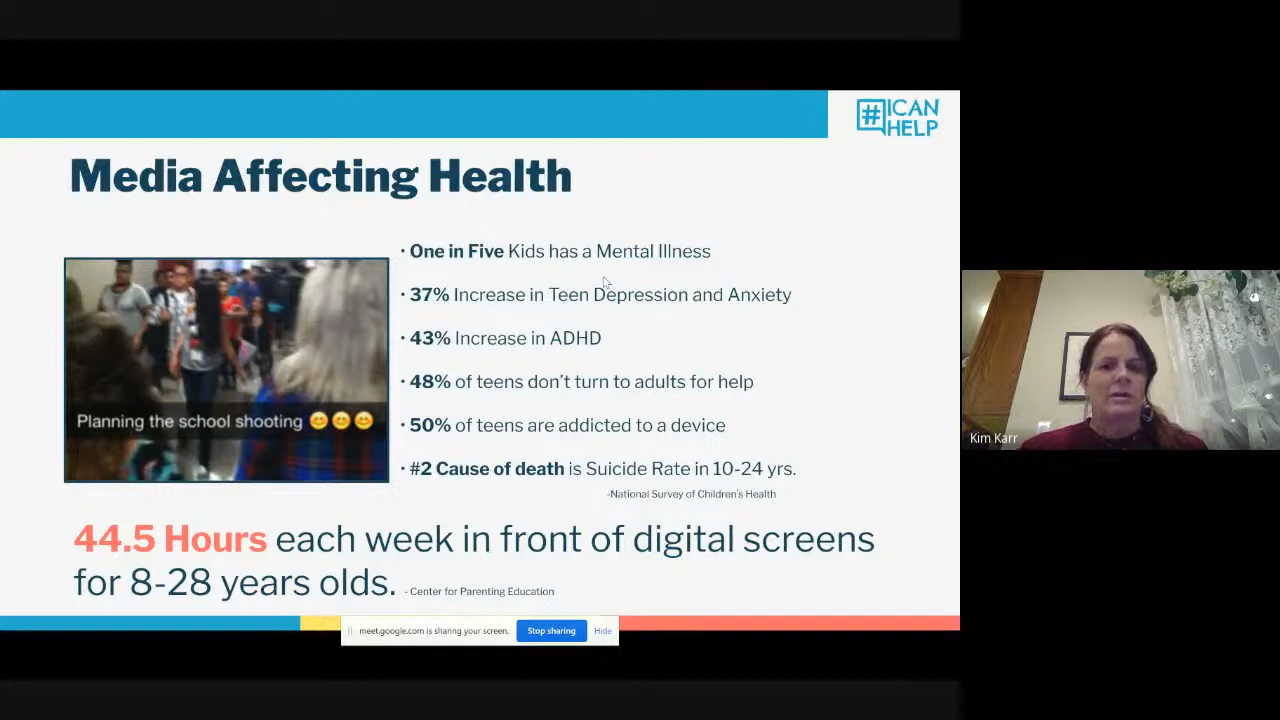 #ICAN
HELP
Media Affecting Health
• One in Five Kids has a Mental Illness
• 37% Increase in Teen Depression and Anxiety
• 43% Increase in ADHD
• 48% of teens don't turn to adults for help
• 50% of teens are addicted to a device
• #2 Cause of death is Suicide Rate in 10-24 yrs.
-National Survey of Children's Health
Planning the school shooting 😊😊😊
44.5 Hours each week in front of digital screens
for 8-28 years olds. - Center for Parenting Education
meet.google.com is sharing your screen. Stop sharing Hide
Kim Karr